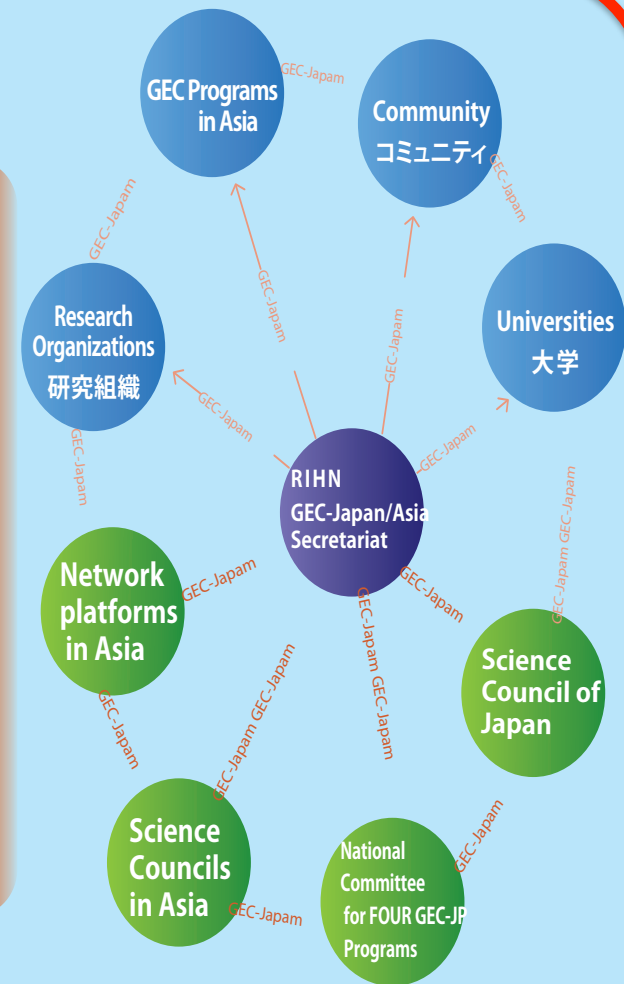 GEC Programs
in Asia
GEC-Japam
Community
コミュニティ
GEC-Japam
GEC-Japam
GEC-Japam
GEC-Japam
Research
Organizations
研究組織
Universities
大学
GEC-Japam
GEC-Japam
GEC-Japam
GEC-Japam GEC-Japam
RIHN
GEC-Japan/Asia
Secretariat
Network
platforms
in Asia
GEC-Japam
GEC-Japam
GEC-Japam GEC-Japam
GEC-Japam GEC-Japam
GEC-Japam
Science
Council of
Japan
Science
Councils
in Asia
GEC-Japam
National
Committee
for FOUR GEC-JP
Programs
GEC-Japam